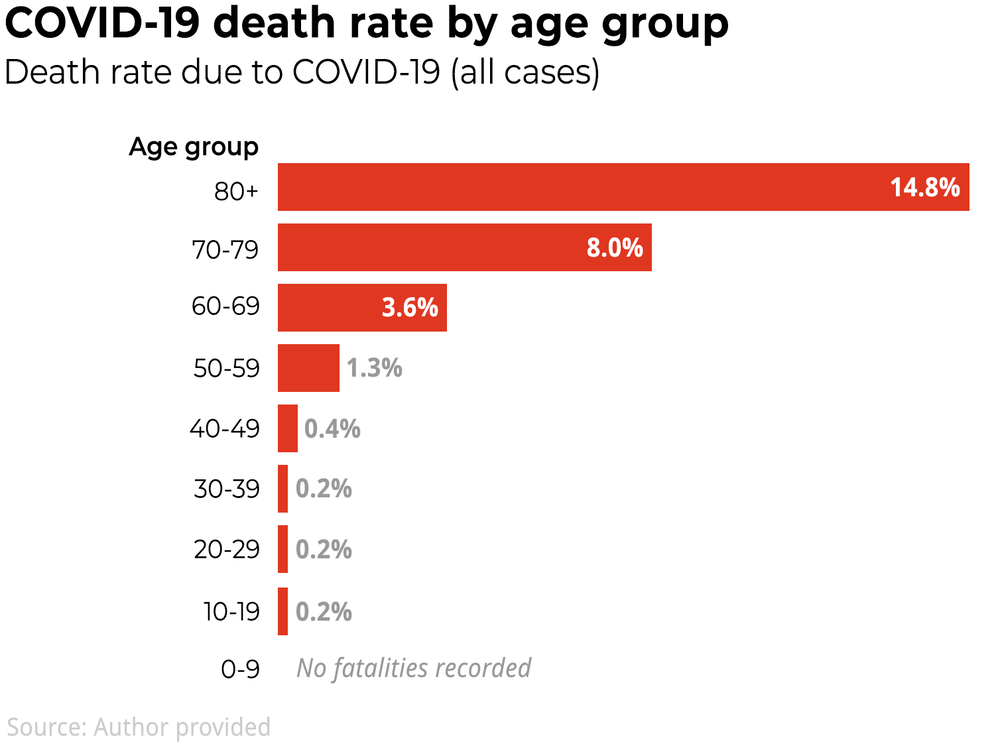 COVID-19 death rate by age group
Death rate due to COVID-19 (all cases)
Age group
80+ 14.8%
70-79 8.0%
60-69 3.6%
50-59 1.3%
40-49 0.4%
30-39 0.2%
20-29 0.2%
10-19 0.2%
0-9 No fatalities recorded
Source: Author provided